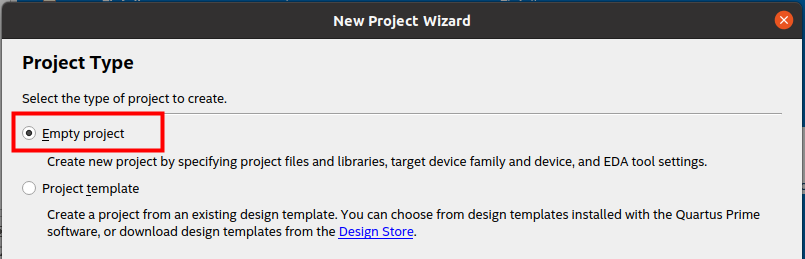 New Project Wizard
Project Type
Select the type of project to create.
Empty project
Create new project by specifying project files and libraries, target device family and device, and EDA tool settings.
Project template
Create a project from an existing design template. You can choose from design templates installed with the Quartus Prime
software, or download design templates from the Design Store.